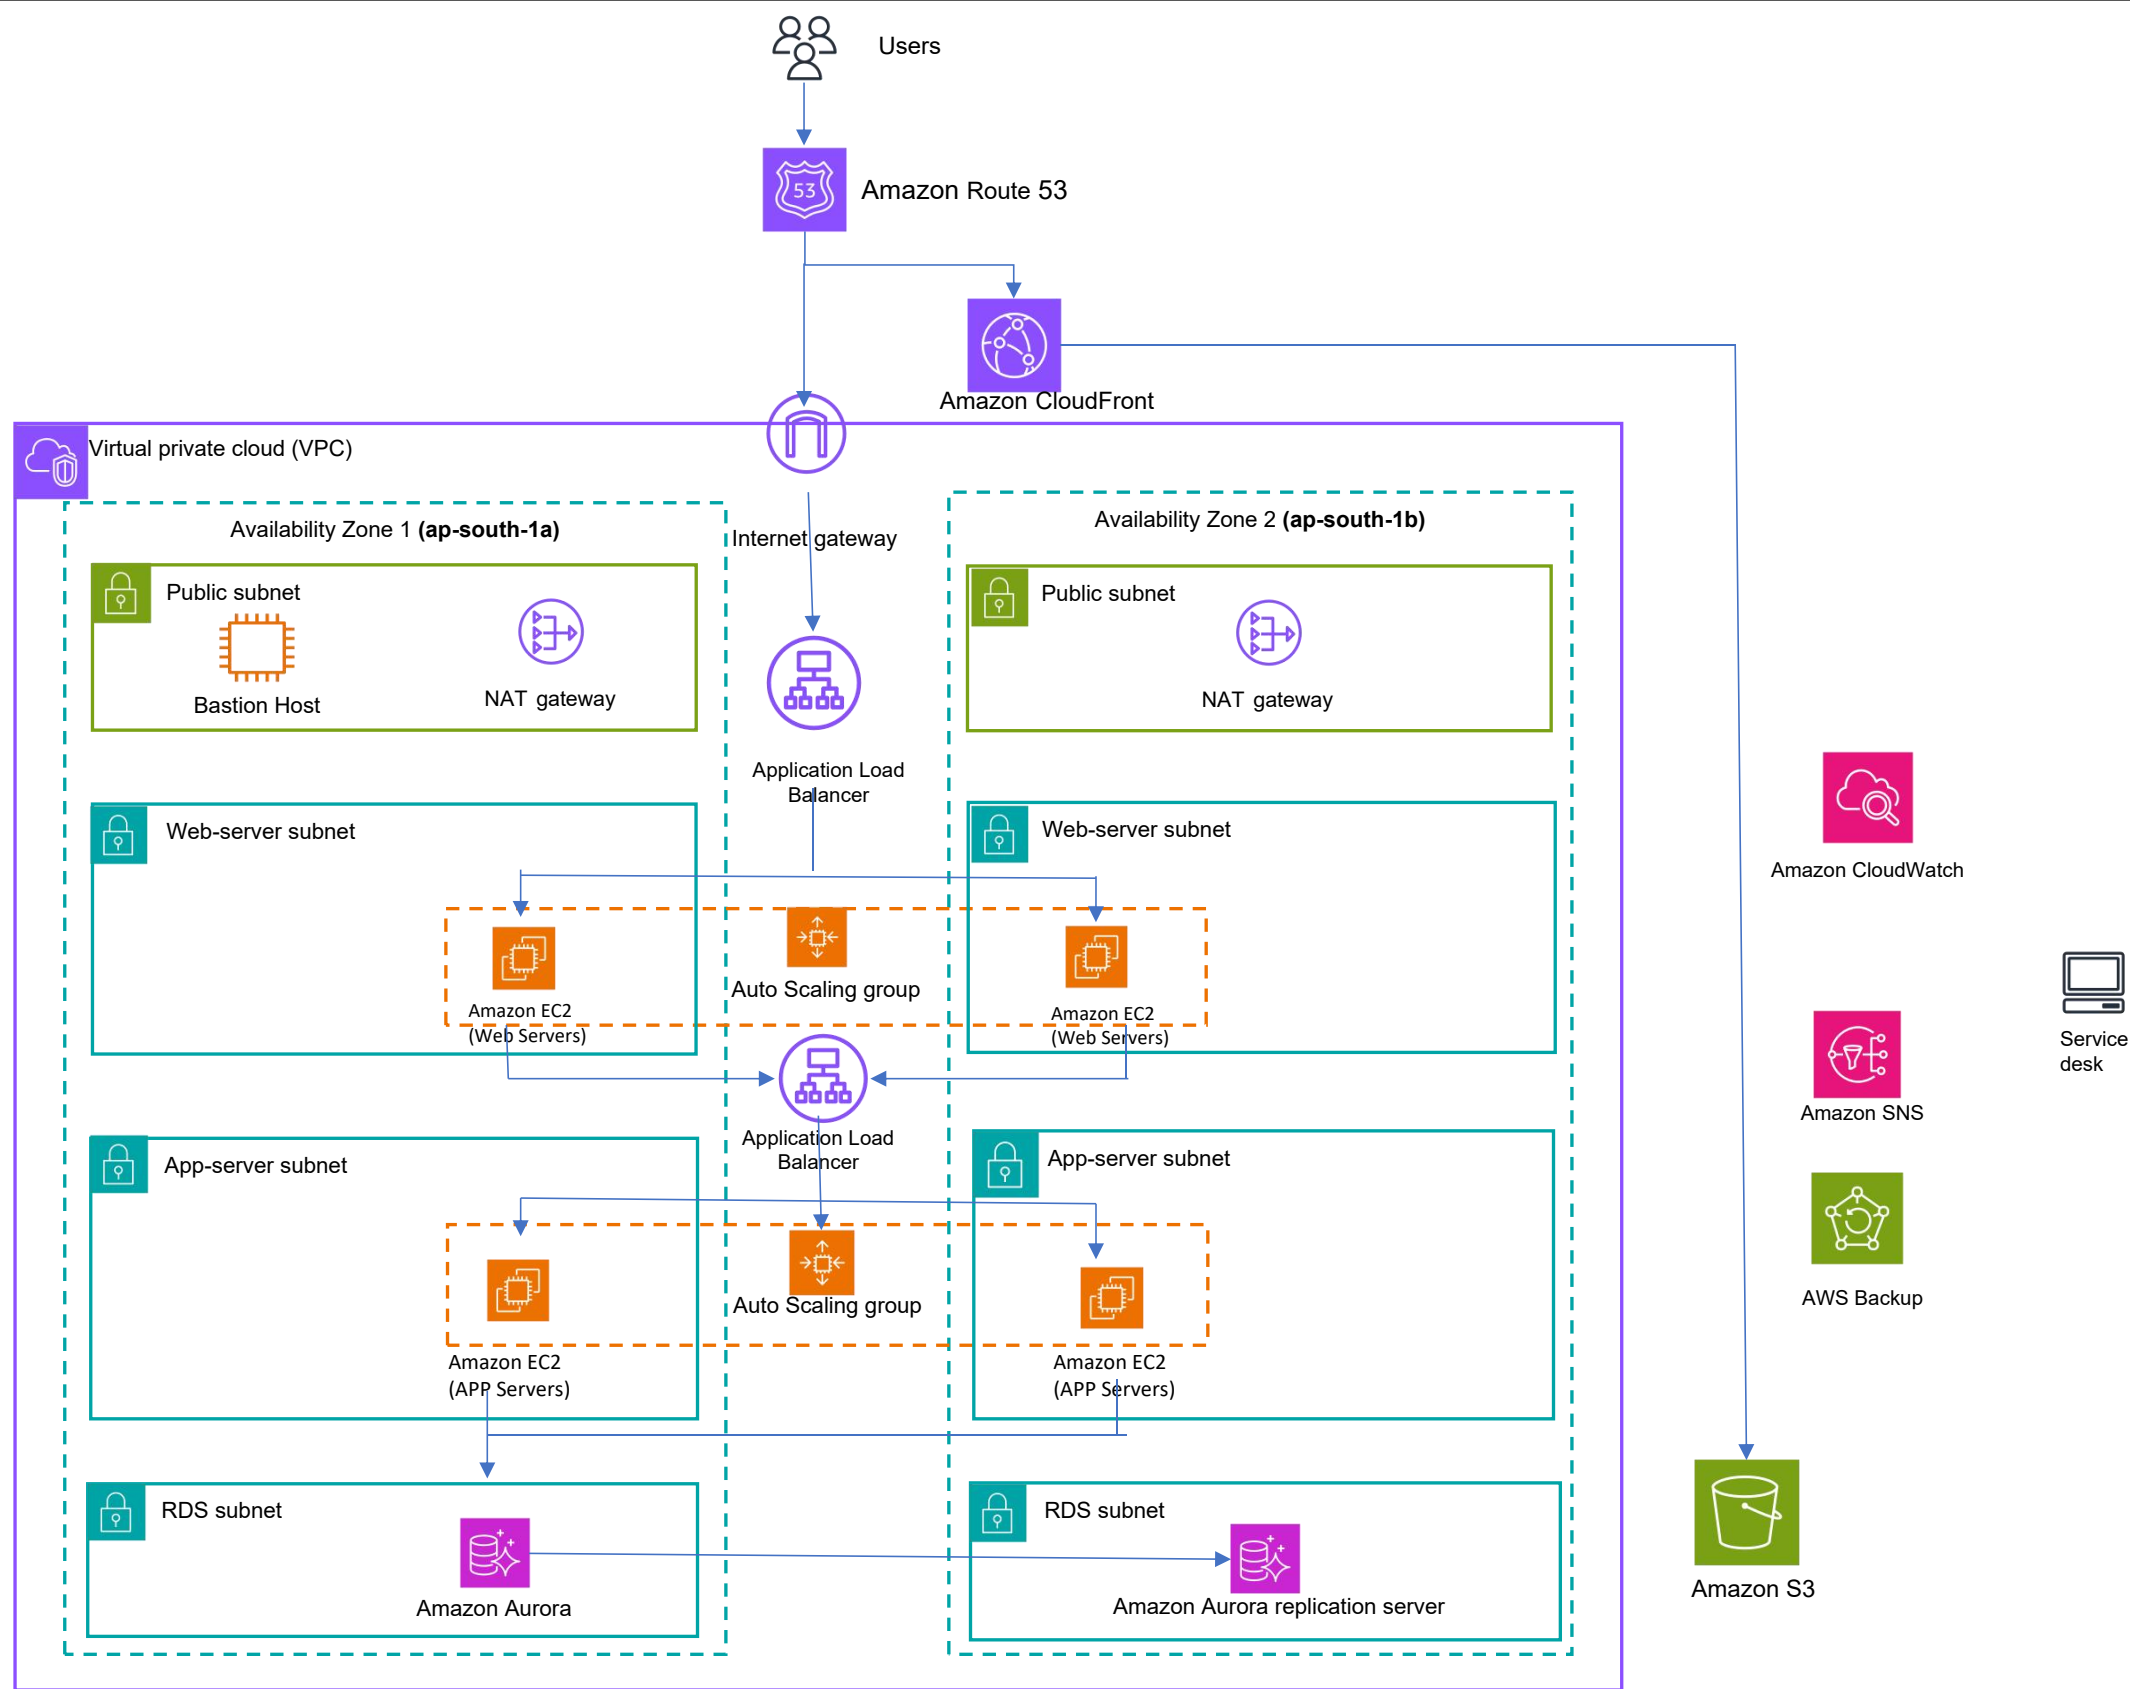 Users
53
Amazon Route 53
Amazon CloudFront
Virtual private cloud (VPC)
Availability Zone 1 (ap-south-1a)
Internet gateway
Availability Zone 2 (ap-south-1b)
Public subnet
Bastion Host
NAT gateway
Public subnet
NAT gateway
Application Load
Balancer
Web-server subnet
Web-server subnet
Amazon CloudWatch
Auto Scaling group
Amazon EC2
(Web Servers)
Amazon EC2
(Web Servers)
Service
desk
Amazon SNS
Application Load
Balancer
App-server subnet
App-server subnet
AWS Backup
Auto Scaling group
Amazon EC2
(APP Servers)
Amazon EC2
(APP Servers)
RDS subnet
Amazon Aurora
RDS subnet
Amazon Aurora replication server
Amazon S3